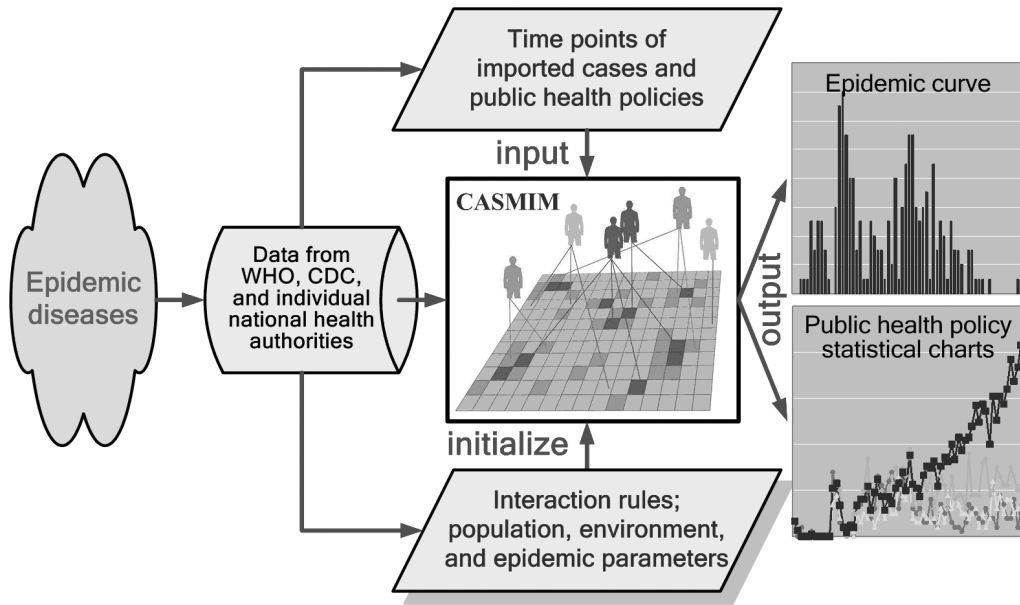 Epidemic
diseases
Data from
WHO, CDC,
and individual
national health
authorities
Time points of
imported cases and
public health policies
input
CASMIM
initialize
Interaction rules;
population, environment,
and epidemic parameters
output
Epidemic curve
Public health policy
statistical charts